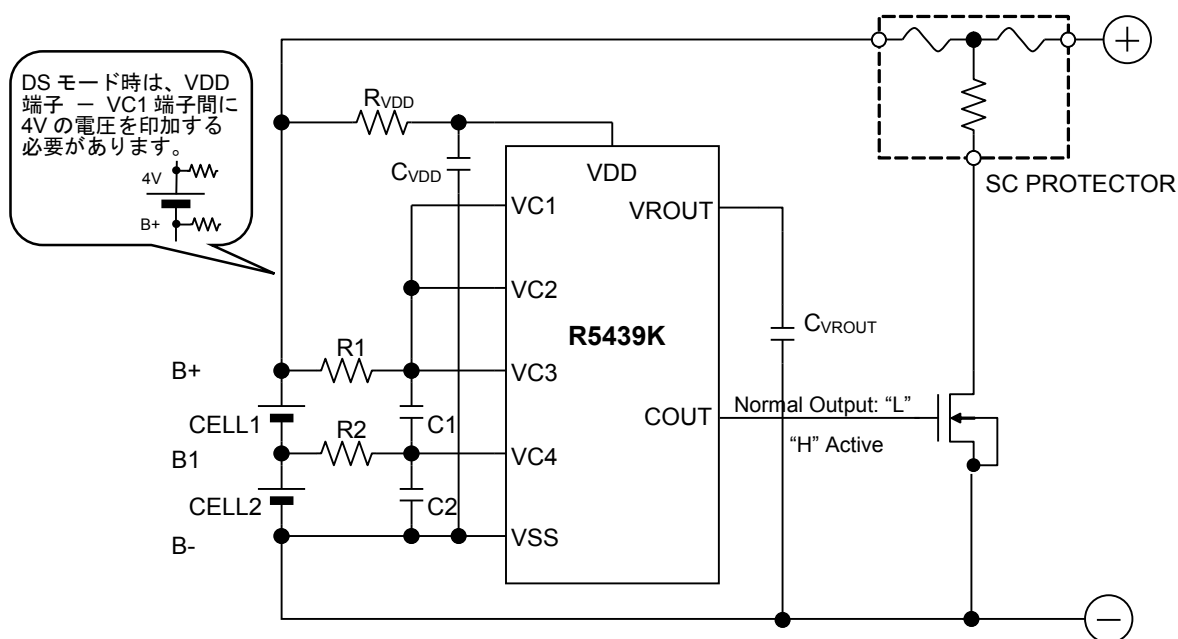 DS モード時は、VDD
端子 － VC1 端子間に
4V の電圧を印加する
必要があります。
4V
B+
RVDD
CVDD
VDD
VC1
VROUT
SC PROTECTOR
VC2
R5439K
CVROUT
B+
R1
VC3
CELL1
C1
COUT
Normal Output: “L”
“H” Active
B1
R2
VC4
CELL2
C2
B-
VSS